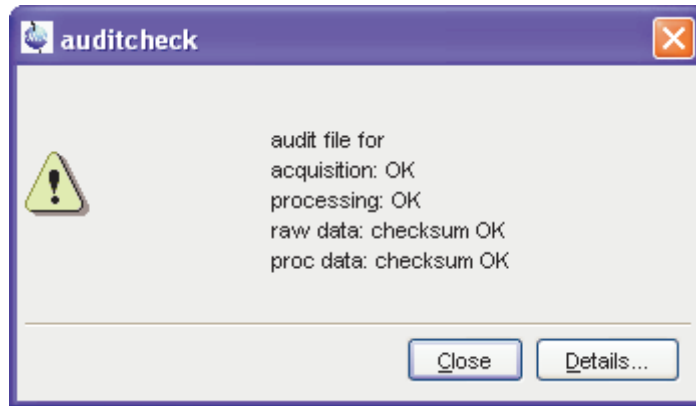 auditcheck
audit file for
acquisition: OK
processing: OK
raw data: checksum OK
proc data: checksum OK
Close
Details...